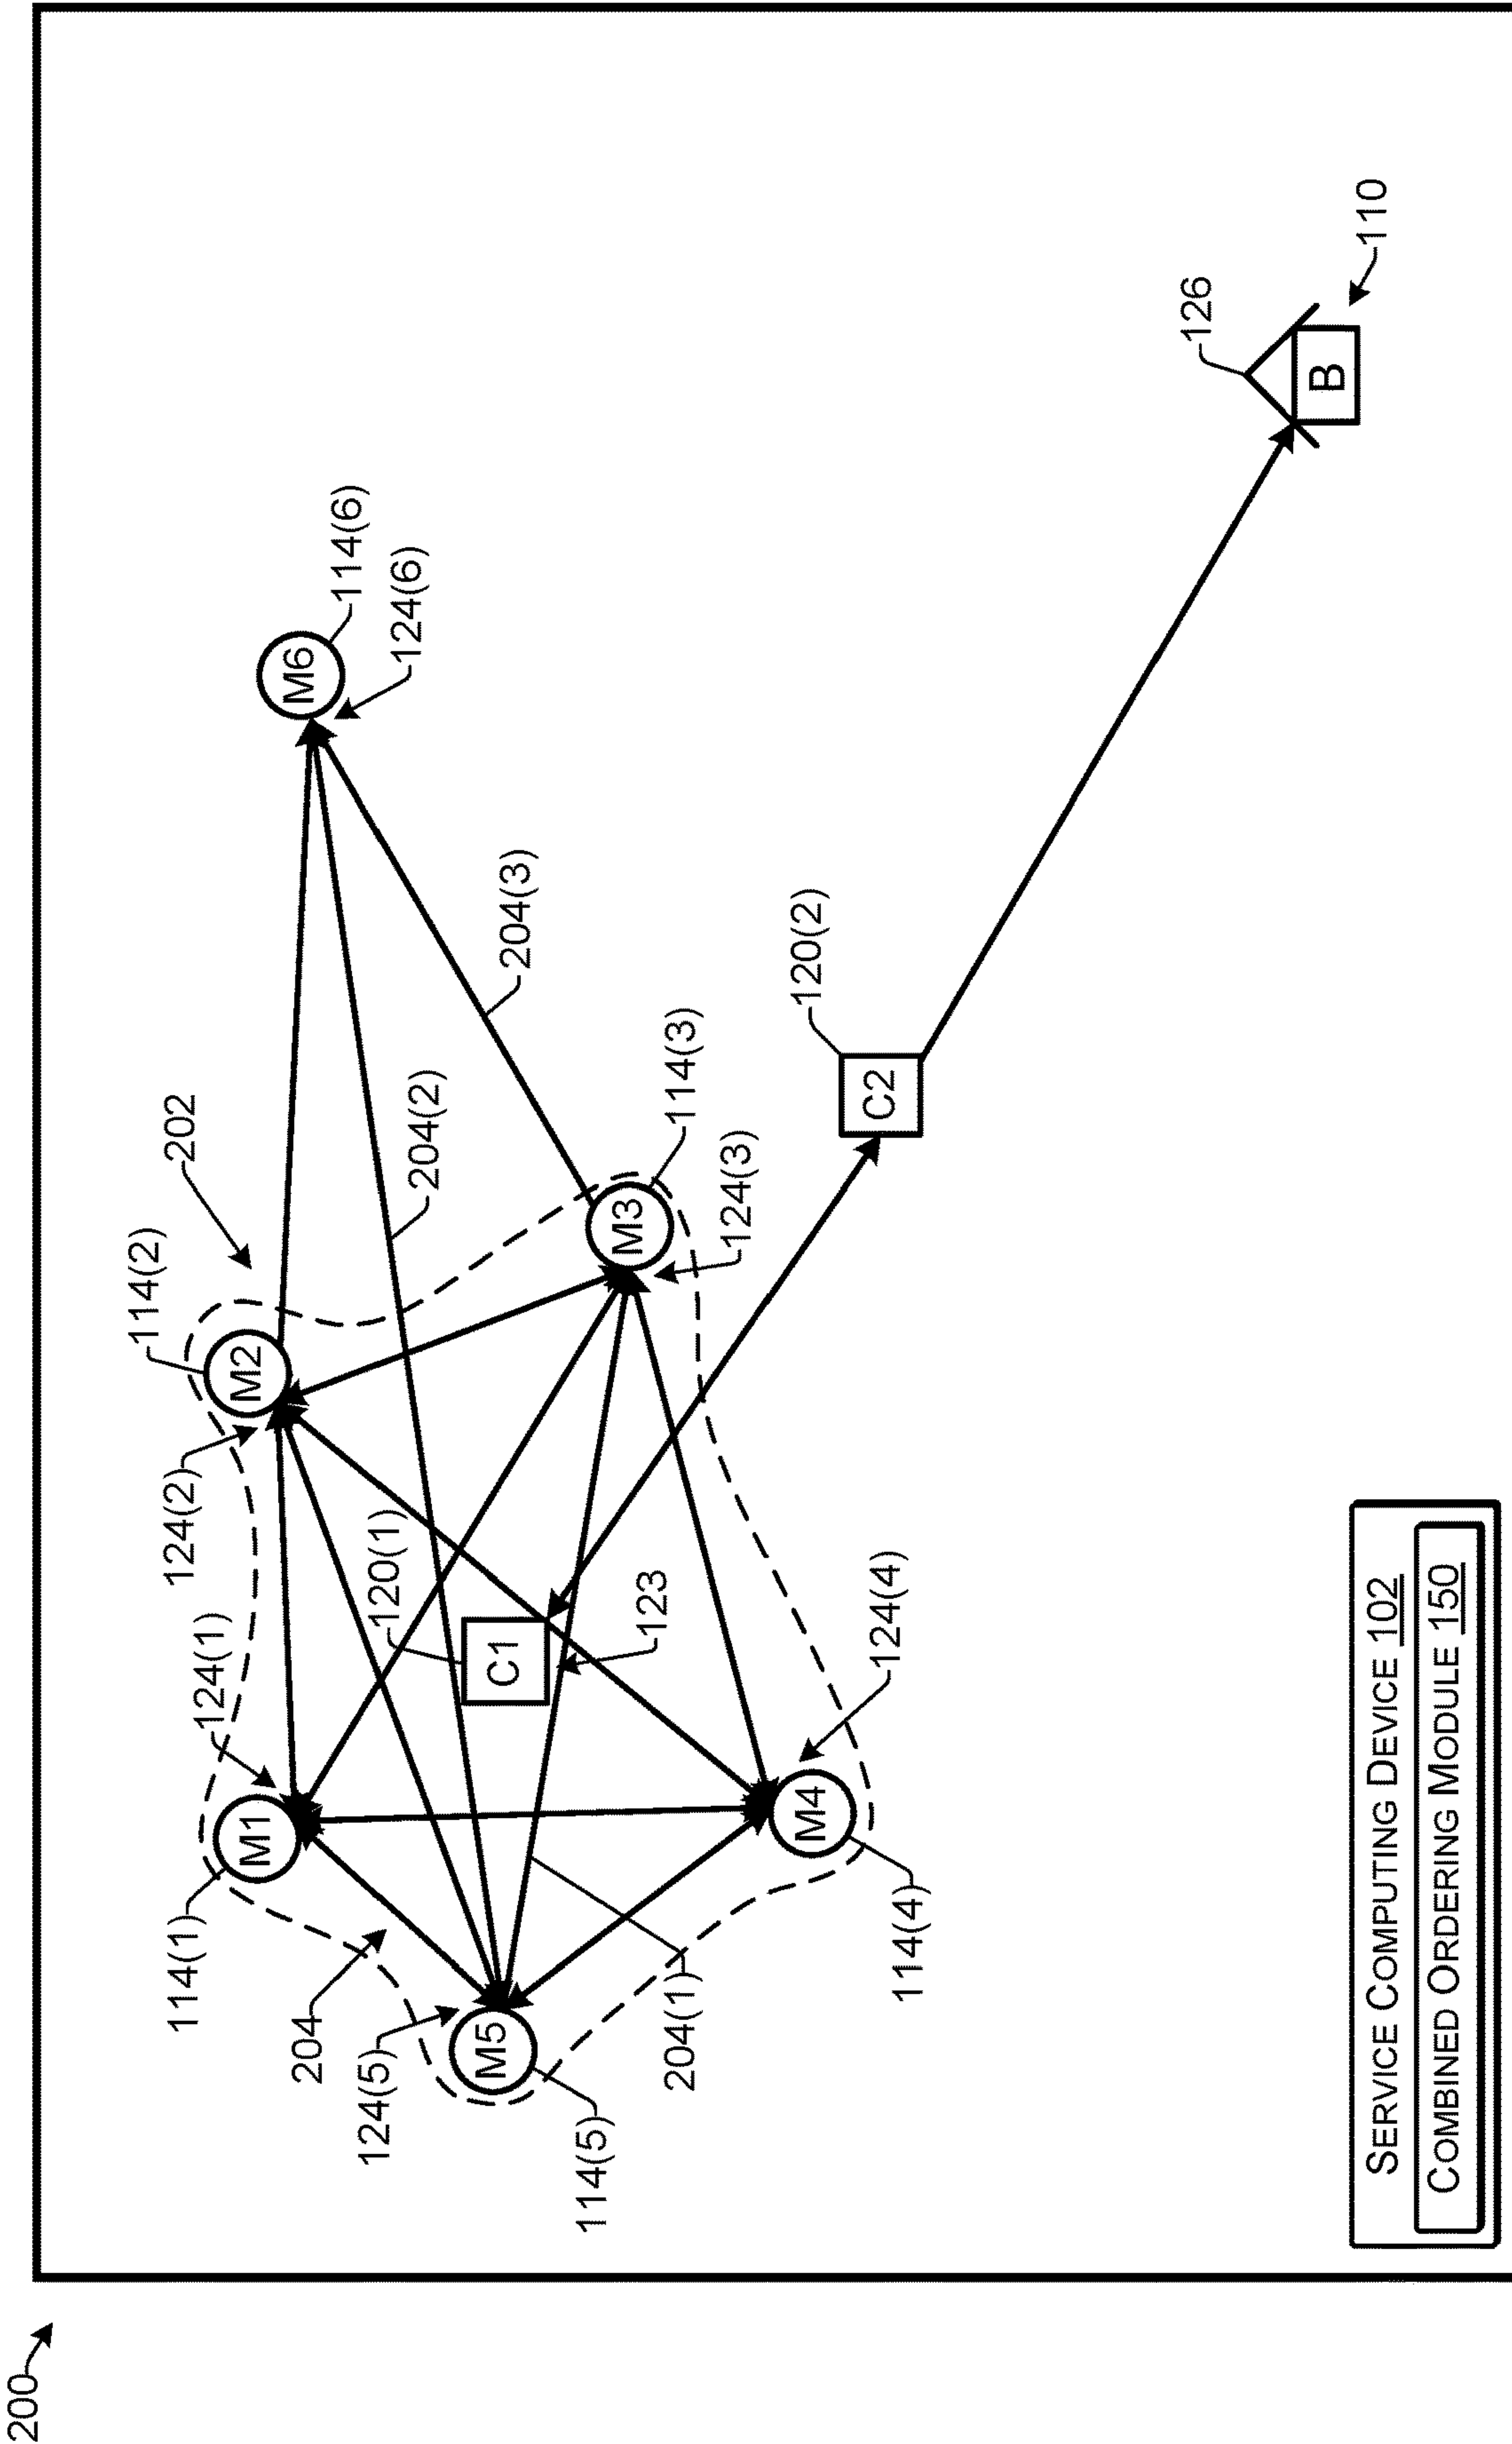 200
114(1)
124(1)
M1
114(2)
124(2)
M2
202
204
124(5)
M5
114(5)
120(1)
C1
123
204(1)
204(2)
204(3)
M6
114(6)
124(6)
M3
114(3)
124(3)
M4
124(4)
114(4)
C2
120(2)
126
B
110
SERVICE COMPUTING DEVICE 102
COMBINED ORDERING MODULE 150